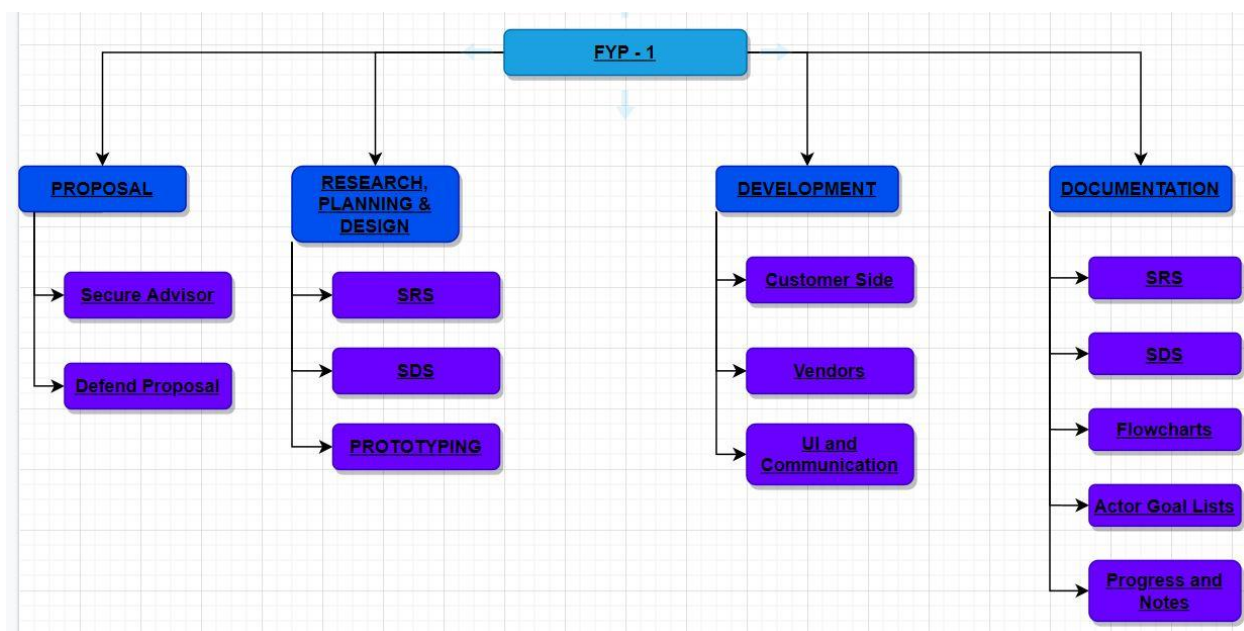 FYP - 1
PROPOSAL
Secure Advisor
Defend Proposal
RESEARCH,
PLANNING &
DESIGN
SRS
SDS
PROTOTYPING
DEVELOPMENT
Customer Side
Vendors
UI and
Communication
DOCUMENTATION
SRS
SDS
Flowcharts
Actor Goal Lists
Progress and
Notes